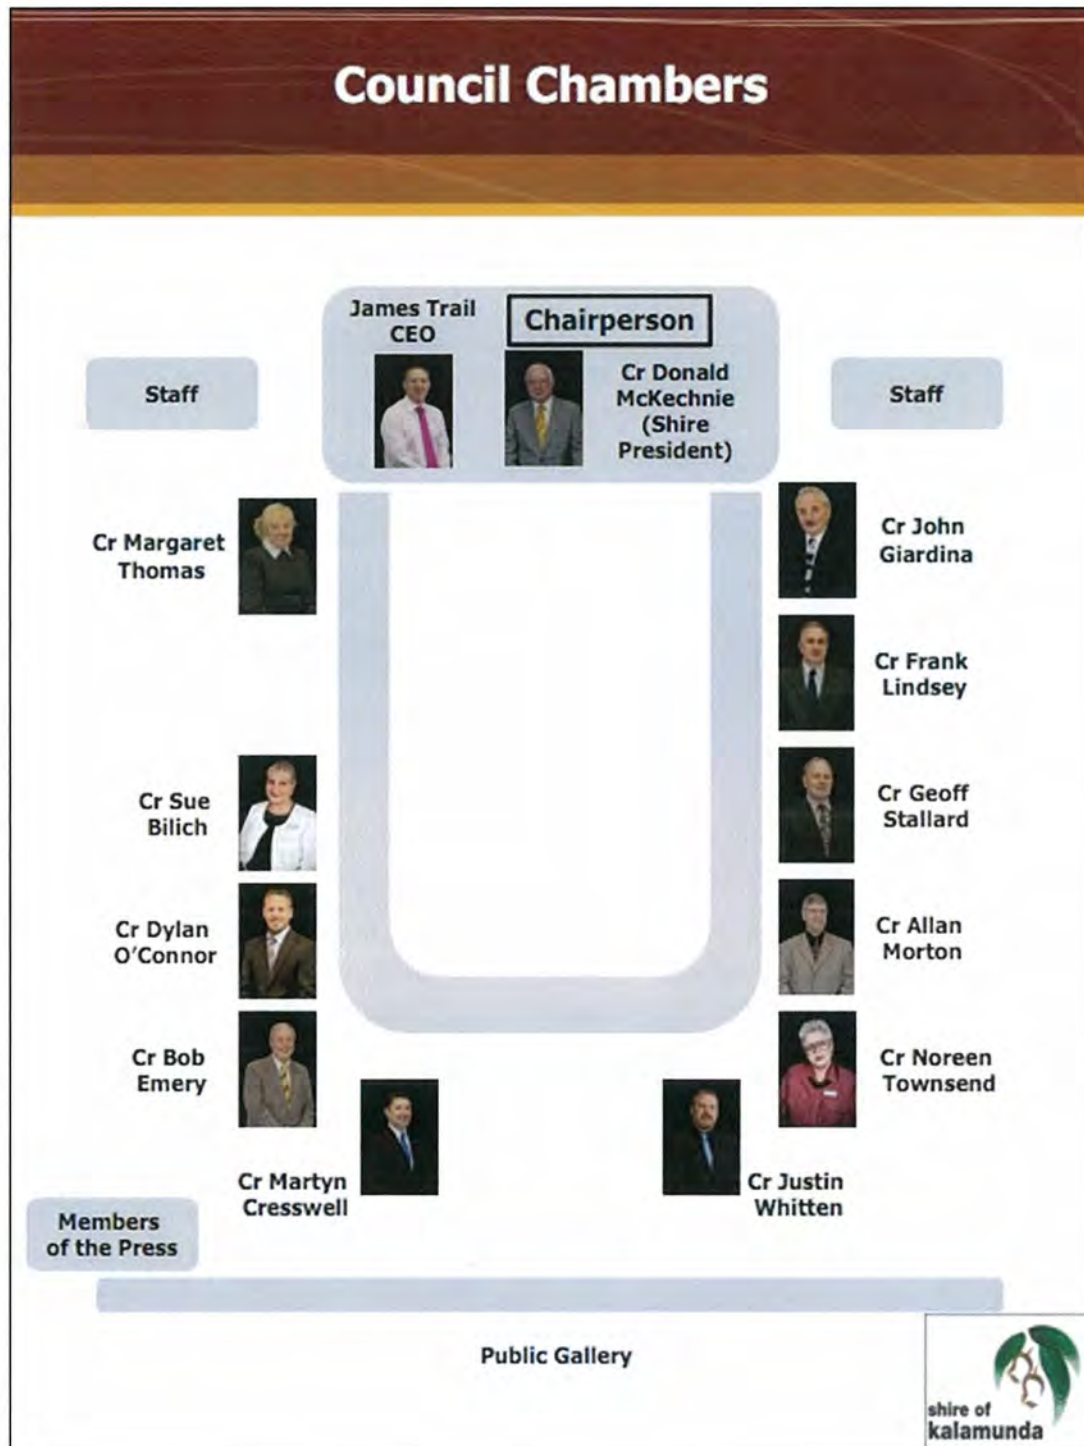 Council Chambers
James Trail
CEO
Chairperson
Cr Donald
McKechnie
(Shire
President)
Staff
Staff
Cr Margaret
Thomas
Cr John
Giardina
Cr Frank
Lindsey
Cr Sue
Bilich
Cr Geoff
Stallard
Cr Dylan
O'Connor
Cr Allan
Morton
Cr Bob
Emery
Cr Noreen
Townsend
Cr Martyn
Cresswell
Cr Justin
Whitten
Members
of the Press
Public Gallery
shire of
kalamunda